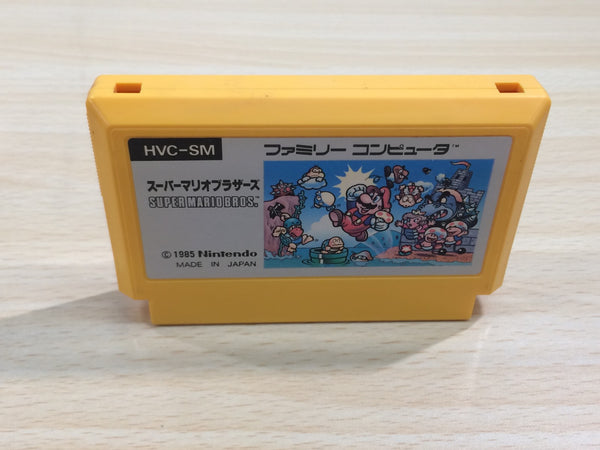 HVC-SM
ファミリー コンピュータ™
スーパーマリオブラザーズ
SUPER MARIO BROS.™
© 1985 Nintendo
MADE IN JAPAN